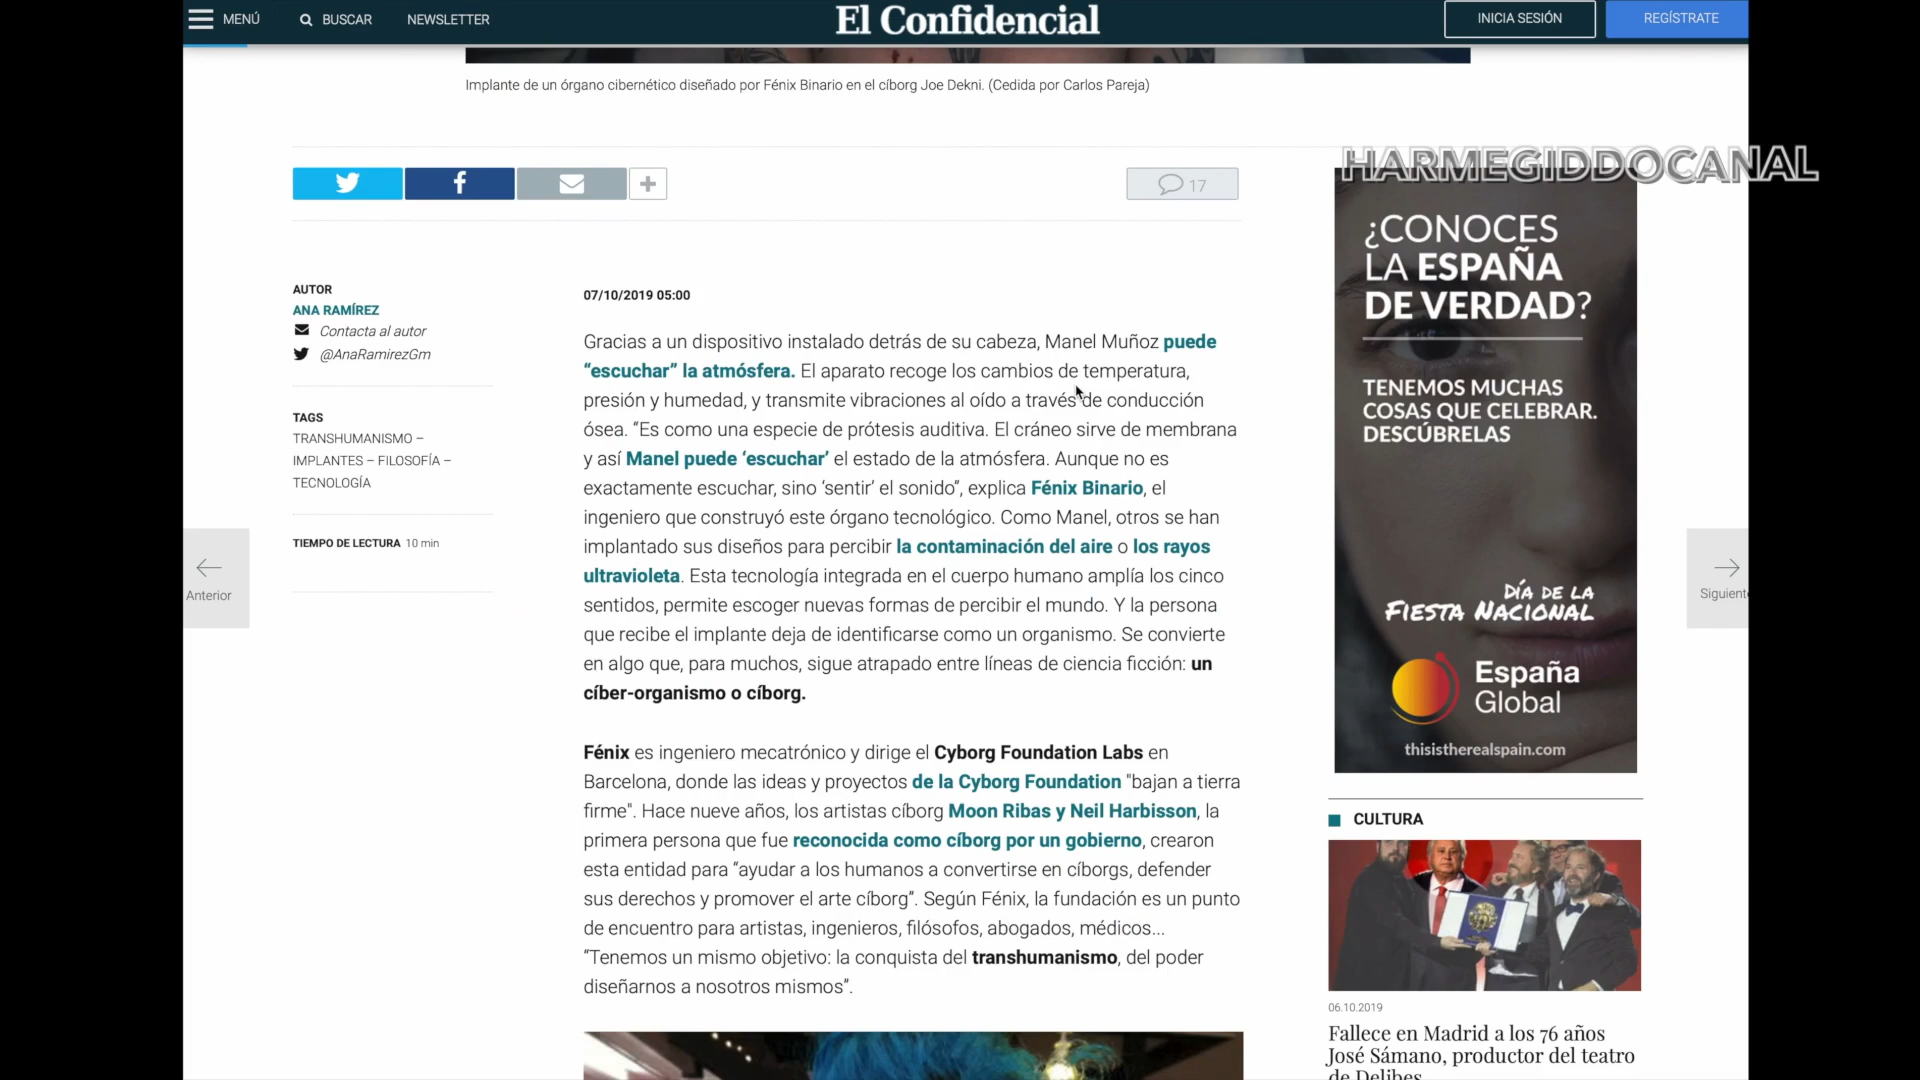 MENÚ
BUSCAR
NEWSLETTER
El Confidencial
INICIA SESIÓN
REGÍSTRATE
Implante de un órgano cibernético diseñado por Fénix Binario en el cíborg Joe Dekni. (Cedida por Carlos Pareja)
HARMEGIDDOCANAL
17
AUTOR
ANA RAMÍREZ
Contacta al autor
@AnaRamirezGm
TAGS
TRANSHUMANISMO –
IMPLANTES – FILOSOFÍA –
TECNOLOGÍA
TIEMPO DE LECTURA 10 min
Anterior
07/10/2019 05:00
Gracias a un dispositivo instalado detrás de su cabeza, Manel Muñoz puede
“escuchar” la atmósfera. El aparato recoge los cambios de temperatura,
presión y humedad, y transmite vibraciones al oído a través de conducción
ósea. “Es como una especie de prótesis auditiva. El cráneo sirve de membrana
y así Manel puede ‘escuchar’ el estado de la atmósfera. Aunque no es
exactamente escuchar, sino ‘sentir’ el sonido”, explica Fénix Binario, el
ingeniero que construyó este órgano tecnológico. Como Manel, otros se han
implantado sus diseños para percibir la contaminación del aire o los rayos
ultravioleta. Esta tecnología integrada en el cuerpo humano amplía los cinco
sentidos, permite escoger nuevas formas de percibir el mundo. Y la persona
que recibe el implante deja de identificarse como un organismo. Se convierte
en algo que, para muchos, sigue atrapado entre líneas de ciencia ficción: un
cíber-organismo o cíborg.
Fénix es ingeniero mecatrónico y dirige el Cyborg Foundation Labs en
Barcelona, donde las ideas y proyectos de la Cyborg Foundation "bajan a tierra
firme". Hace nueve años, los artistas cíborg Moon Ribas y Neil Harbisson, la
primera persona que fue reconocida como cíborg por un gobierno, crearon
esta entidad para “ayudar a los humanos a convertirse en cíborgs, defender
sus derechos y promover el arte cíborg”. Según Fénix, la fundación es un punto
de encuentro para artistas, ingenieros, filósofos, abogados, médicos...
“Tenemos un mismo objetivo: la conquista del transhumanismo, del poder
diseñarnos a nosotros mismos”.
¿CONOCES
LA ESPAÑA
DE VERDAD?
TENEMOS MUCHAS
COSAS QUE CELEBRAR.
DESCÚBRELAS
DÍA DE LA
FIESTA NACIONAL
España
Global
thisistherealspain.com
Siguient
CULTURA
06.10.2019
Fallece en Madrid a los 76 años
José Sámano, productor del teatro
de Delibes